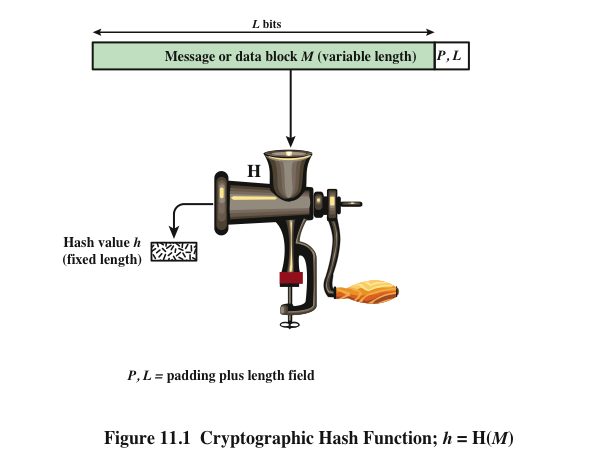 L bits
Message or data block M (variable length)
P, L
H
Hash value h
(fixed length)
P, L = padding plus length field
Figure 11.1 Cryptographic Hash Function; h = H(M)